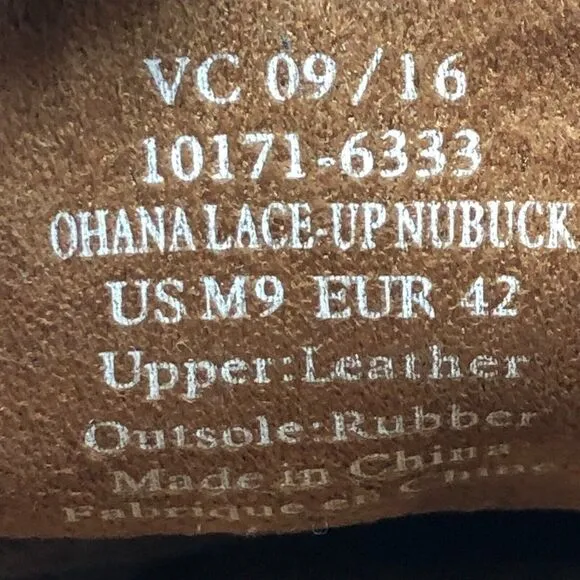 VC 09/16
10171-6333
OHANA LACE-UP NUBUCK
US M9 EUR 42
Upper:Leather
Outsole:Rubber
Made in China
Fabrique en Chine